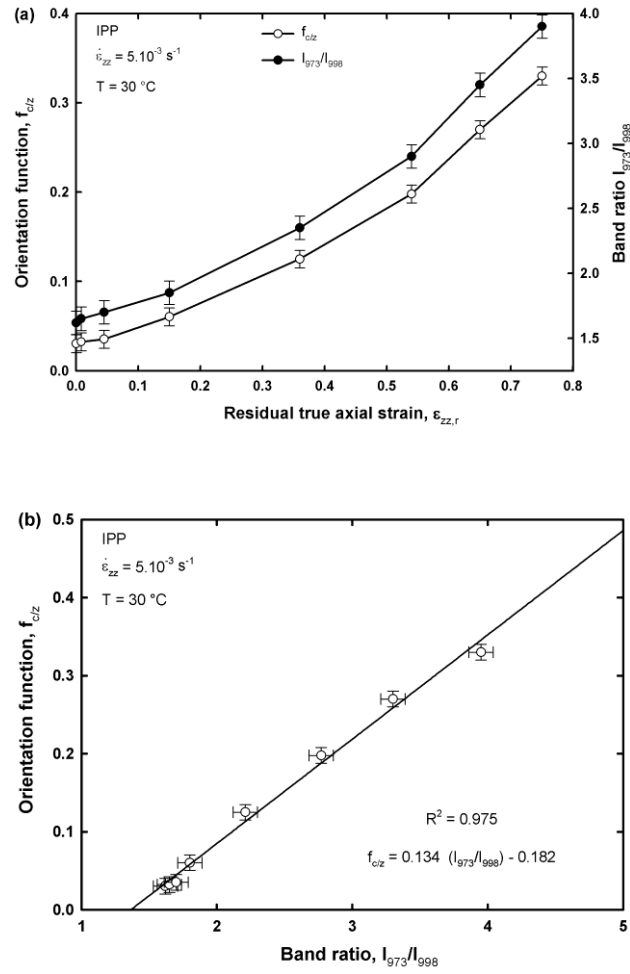 (a)
IPP
ε̇zz = 5.10⁻³ s⁻¹
T = 30 °C
f_c/z
I₉₇₃/I₉₉₈
Orientation function, f_c/z
0.4
0.3
0.2
0.1
0.0
Band ratio I₉₇₃/I₉₉₈
4.0
3.5
3.0
2.5
2.0
1.5
0.0 0.1 0.2 0.3 0.4 0.5 0.6 0.7 0.8
Residual true axial strain, ε_zz,r
(b)
IPP
ε̇zz = 5.10⁻³ s⁻¹
T = 30 °C
Orientation function, f_c/z
0.5
0.4
0.3
0.2
0.1
0.0
R² = 0.975
f_c/z = 0.134 (I₉₇₃/I₉₉₈) - 0.182
1 2 3 4 5
Band ratio, I₉₇₃/I₉₉₈